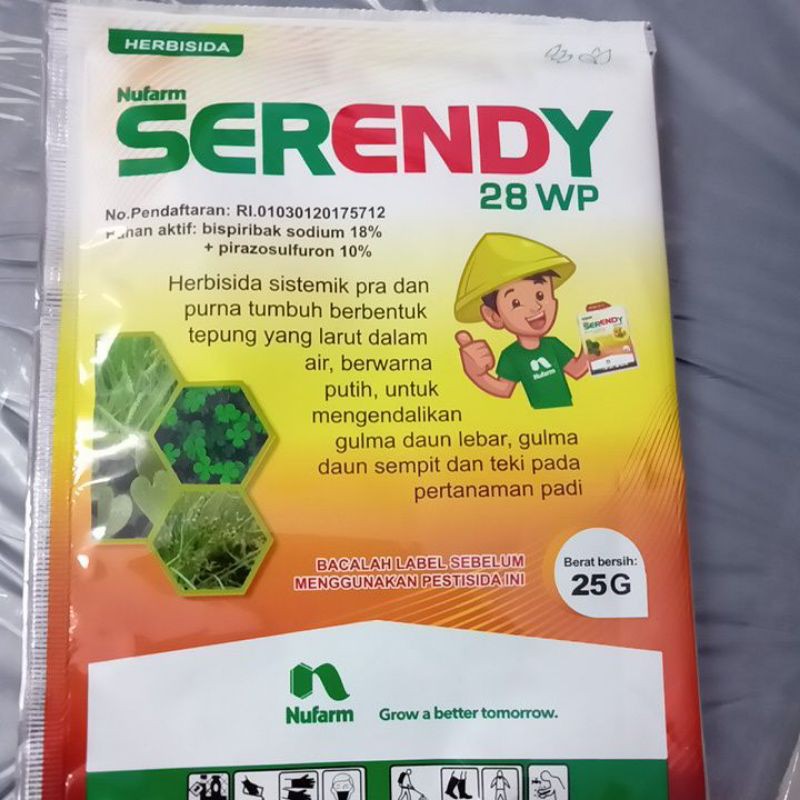 HERBISIDA
Nufarm
SERENDY
28 WP
No.Pendaftaran: RI.01030120175712
aktif: bispiribak sodium 18%
+ pirazosulfuron 10%
Herbisida sistemik pra dan
purna tumbuh berbentuk
tepung yang larut dalam
air, berwarna
putih, untuk
mengendalikan
gulma daun lebar, gulma
daun sempit dan teki pada
pertanaman padi
SERENDY
Nufarm
BACALAH LABEL SEBELUM
MENGGUNAKAN PESTISIDA INI
Berat bersih:
25G
Nufarm
Grow a better tomorrow.